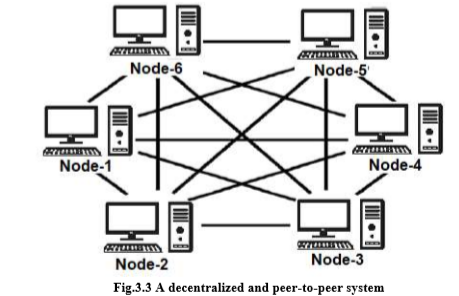 Node-6
Node-5'
Node-1
Node-4
Node-2
Node-3
Fig.3.3 A decentralized and peer-to-peer system